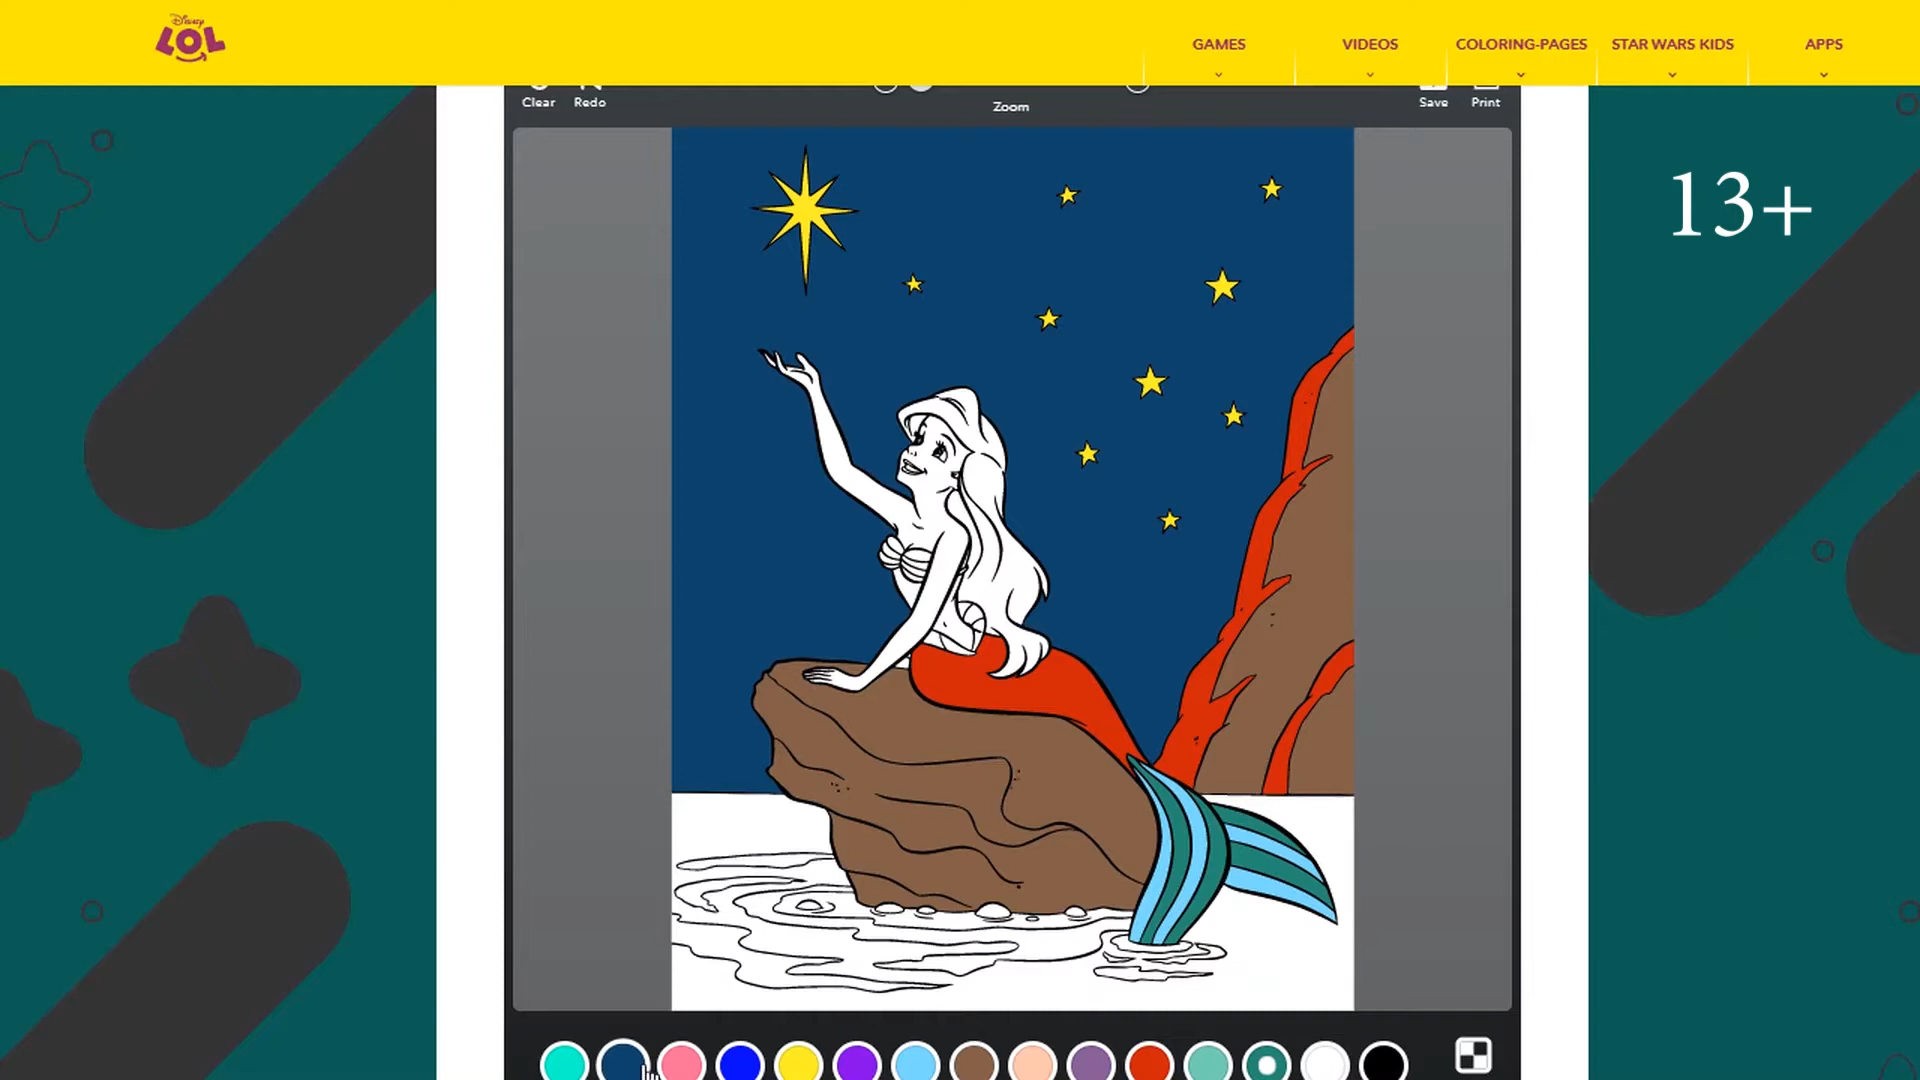 Disney
LOL
GAMES
VIDEOS
COLORING-PAGES
STAR WARS KIDS
APPS
Clear
Redo
Zoom
Save
Print
13+